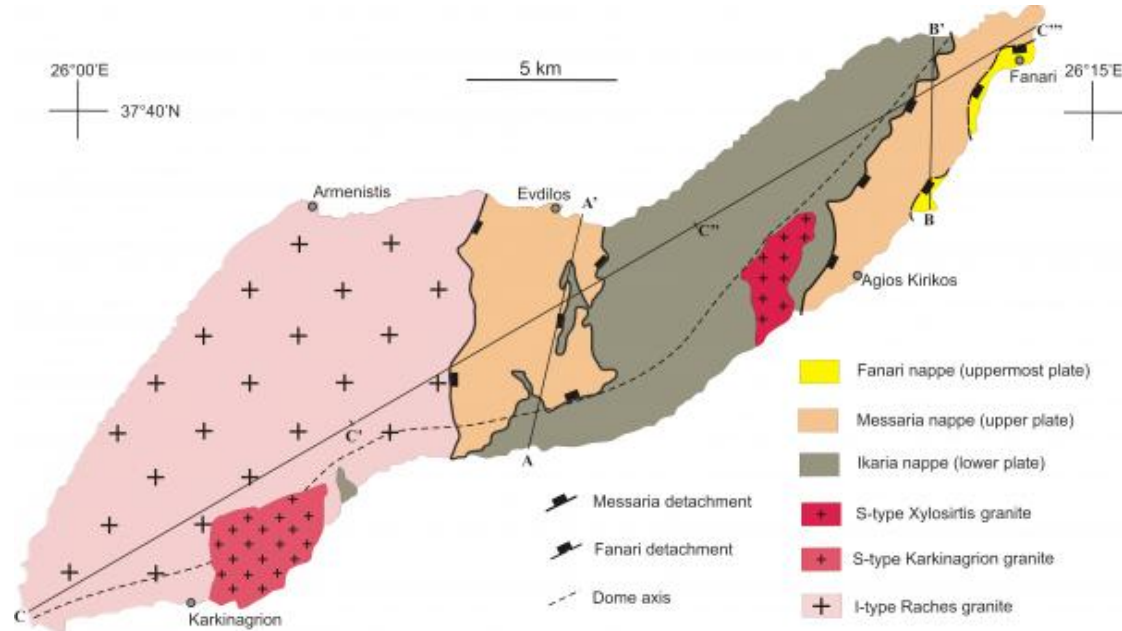 B'
C'''
26°00'E
5 km
Fanari
26°15'E
37°40'N
Armenistis
Evdilos
A'
C''
B
Agios Kirikos
Fanari nappe (uppermost plate)
Messaria nappe (upper plate)
C'
A
Ikaria nappe (lower plate)
Messaria detachment
S-type Xylosirtis granite
Fanari detachment
S-type Karkinagrion granite
Dome axis
C
Karkinagrion
I-type Raches granite